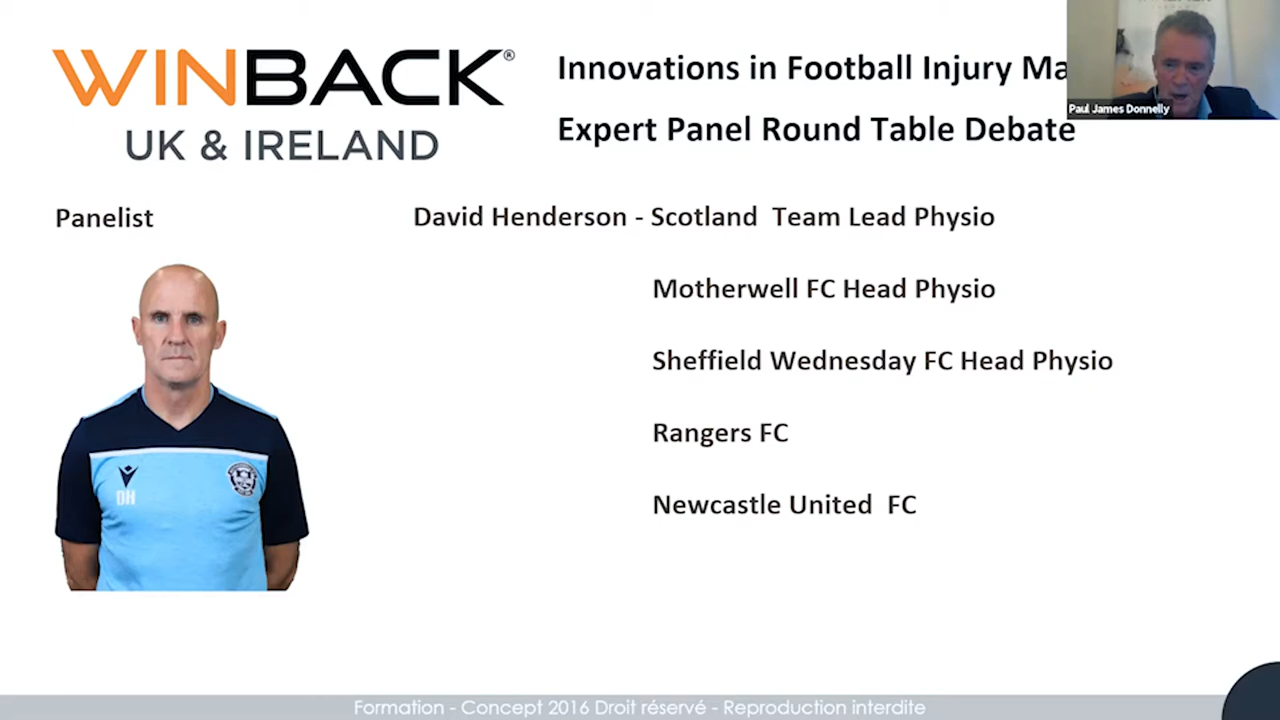 WINBACK®
UK & IRELAND
Innovations in Football Injury Ma
Expert Panel Round Table Debate
Paul James Donnelly
Panelist
David Henderson - Scotland Team Lead Physio
Motherwell FC Head Physio
Sheffield Wednesday FC Head Physio
Rangers FC
Newcastle United FC
DH
Formation - Concept 2016 Droit réservé - Reproduction interdite